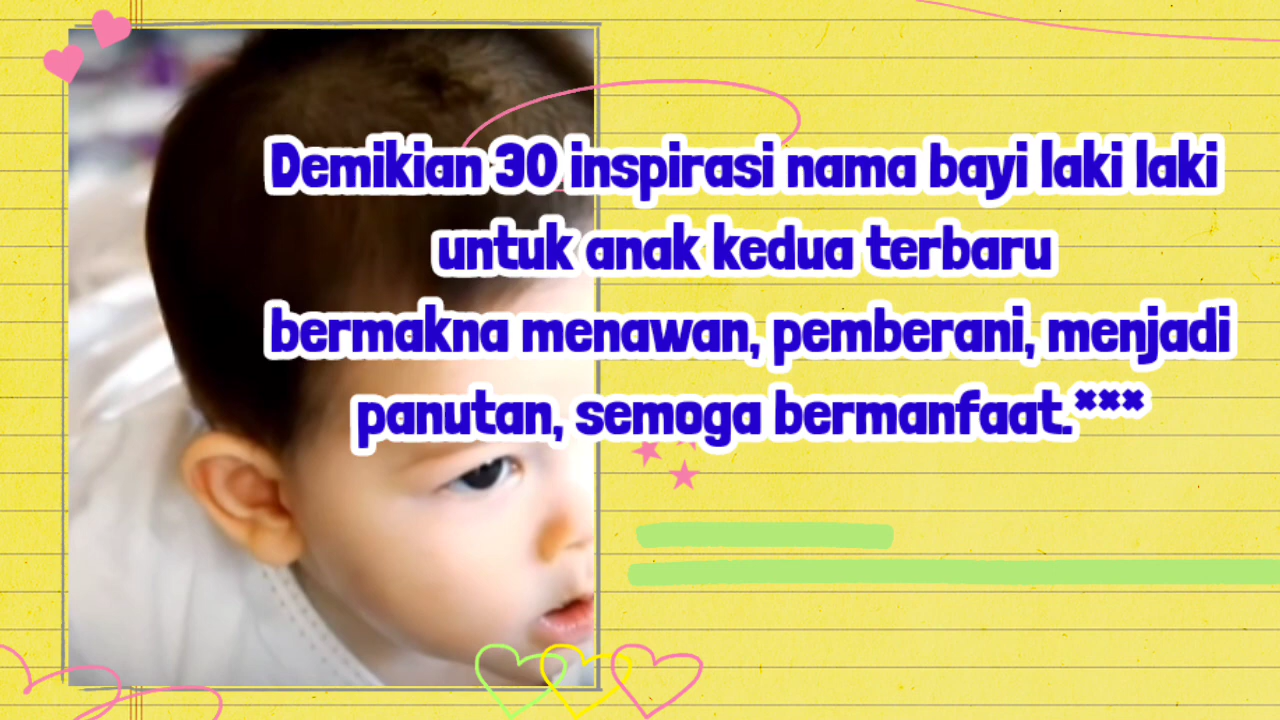 Demikian 30 inspirasi nama bayi laki laki
untuk anak kedua terbaru
bermakna menawan, pemberani, menjadi
panutan, semoga bermanfaat.***